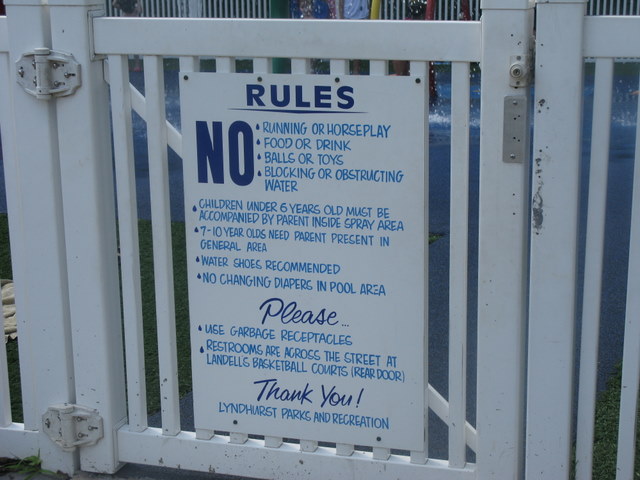 RULES
NO • RUNNING OR HORSEPLAY
• FOOD OR DRINK
• BALLS OR TOYS
• BLOCKING OR OBSTRUCTING
WATER
• CHILDREN UNDER 6 YEARS OLD MUST BE
ACCOMPANIED BY PARENT INSIDE SPRAY AREA
• 7-10 YEAR OLDS NEED PARENT PRESENT IN
GENERAL AREA
• WATER SHOES RECOMMENDED
• NO CHANGING DIAPERS IN POOL AREA
Please...
• USE GARBAGE RECEPTACLES
• RESTROOMS ARE ACROSS THE STREET AT
LANDELLS BASKETBALL COURTS (REAR DOOR)
Thank You!
LYNDHURST PARKS AND RECREATION